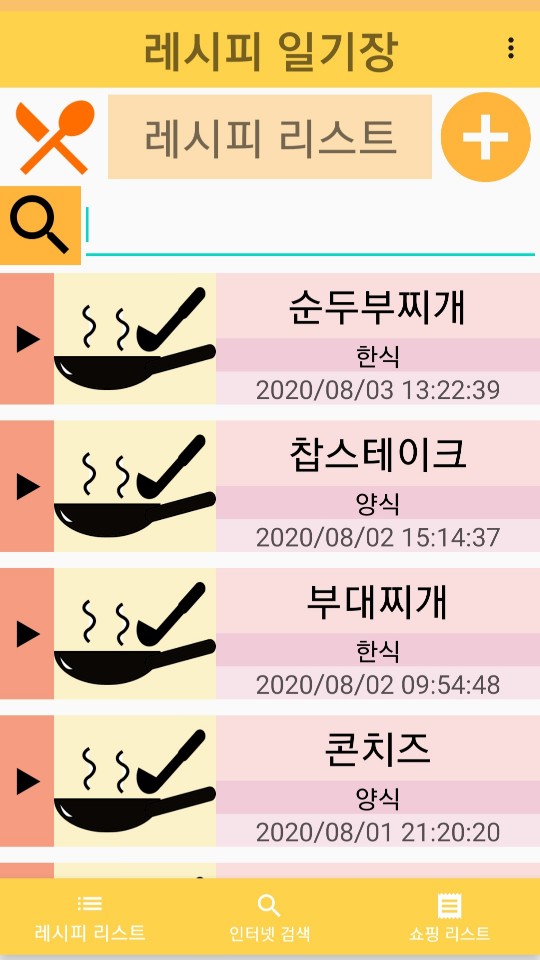 레시피 일기장
레시피 리스트
순두부찌개
한식
2020/08/03 13:22:39
찹스테이크
양식
2020/08/02 15:14:37
부대찌개
한식
2020/08/02 09:54:48
콘치즈
양식
2020/08/01 21:20:20
레시피 리스트
인터넷 검색
쇼핑 리스트